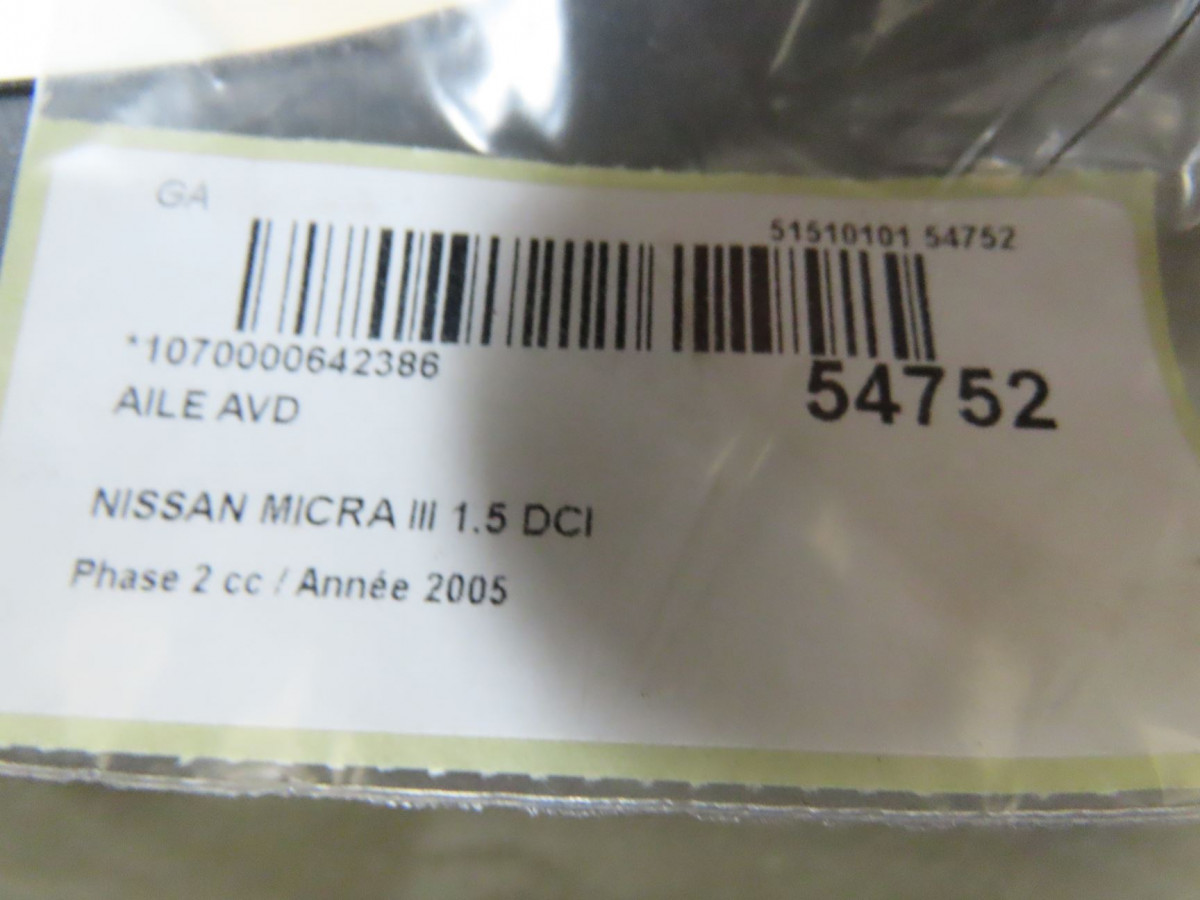 GA
51510101 54752
*1070000642386
54752
AILE AVD
NISSAN MICRA III 1.5 DCI
Phase 2 cc / Année 2005